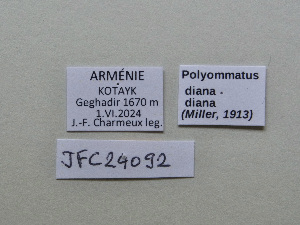 ARMÉNIE
KOTAYK
Geghadir 1670 m
1.VI.2024
J.-F. Charmeux leg.
Polyommatus
diana
diana
(Miller, 1913)
JFC24092